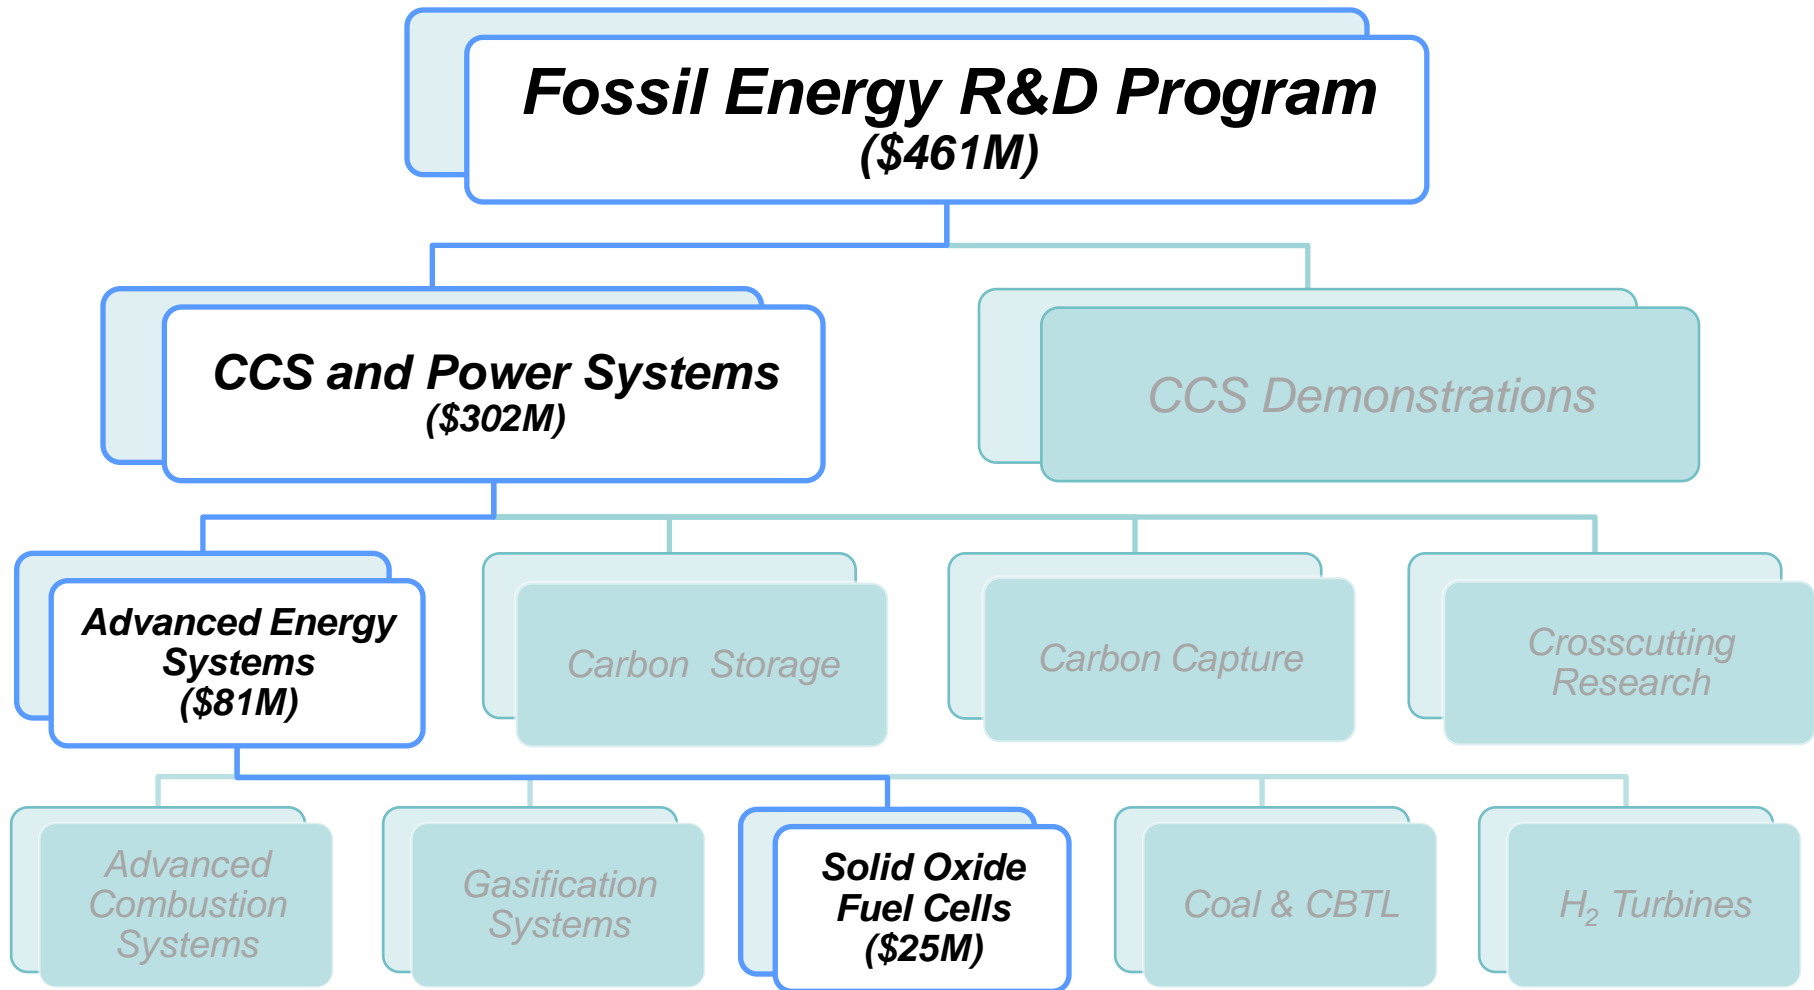 Fossil Energy R&D Program
($461M)
CCS and Power Systems
($302M)
CCS Demonstrations
Advanced Energy
Systems
($81M)
Carbon  Storage
Carbon Capture
Crosscutting
Research
Advanced
Combustion
Systems
Gasification
Systems
Solid Oxide
Fuel Cells
($25M)
Coal & CBTL
H₂ Turbines